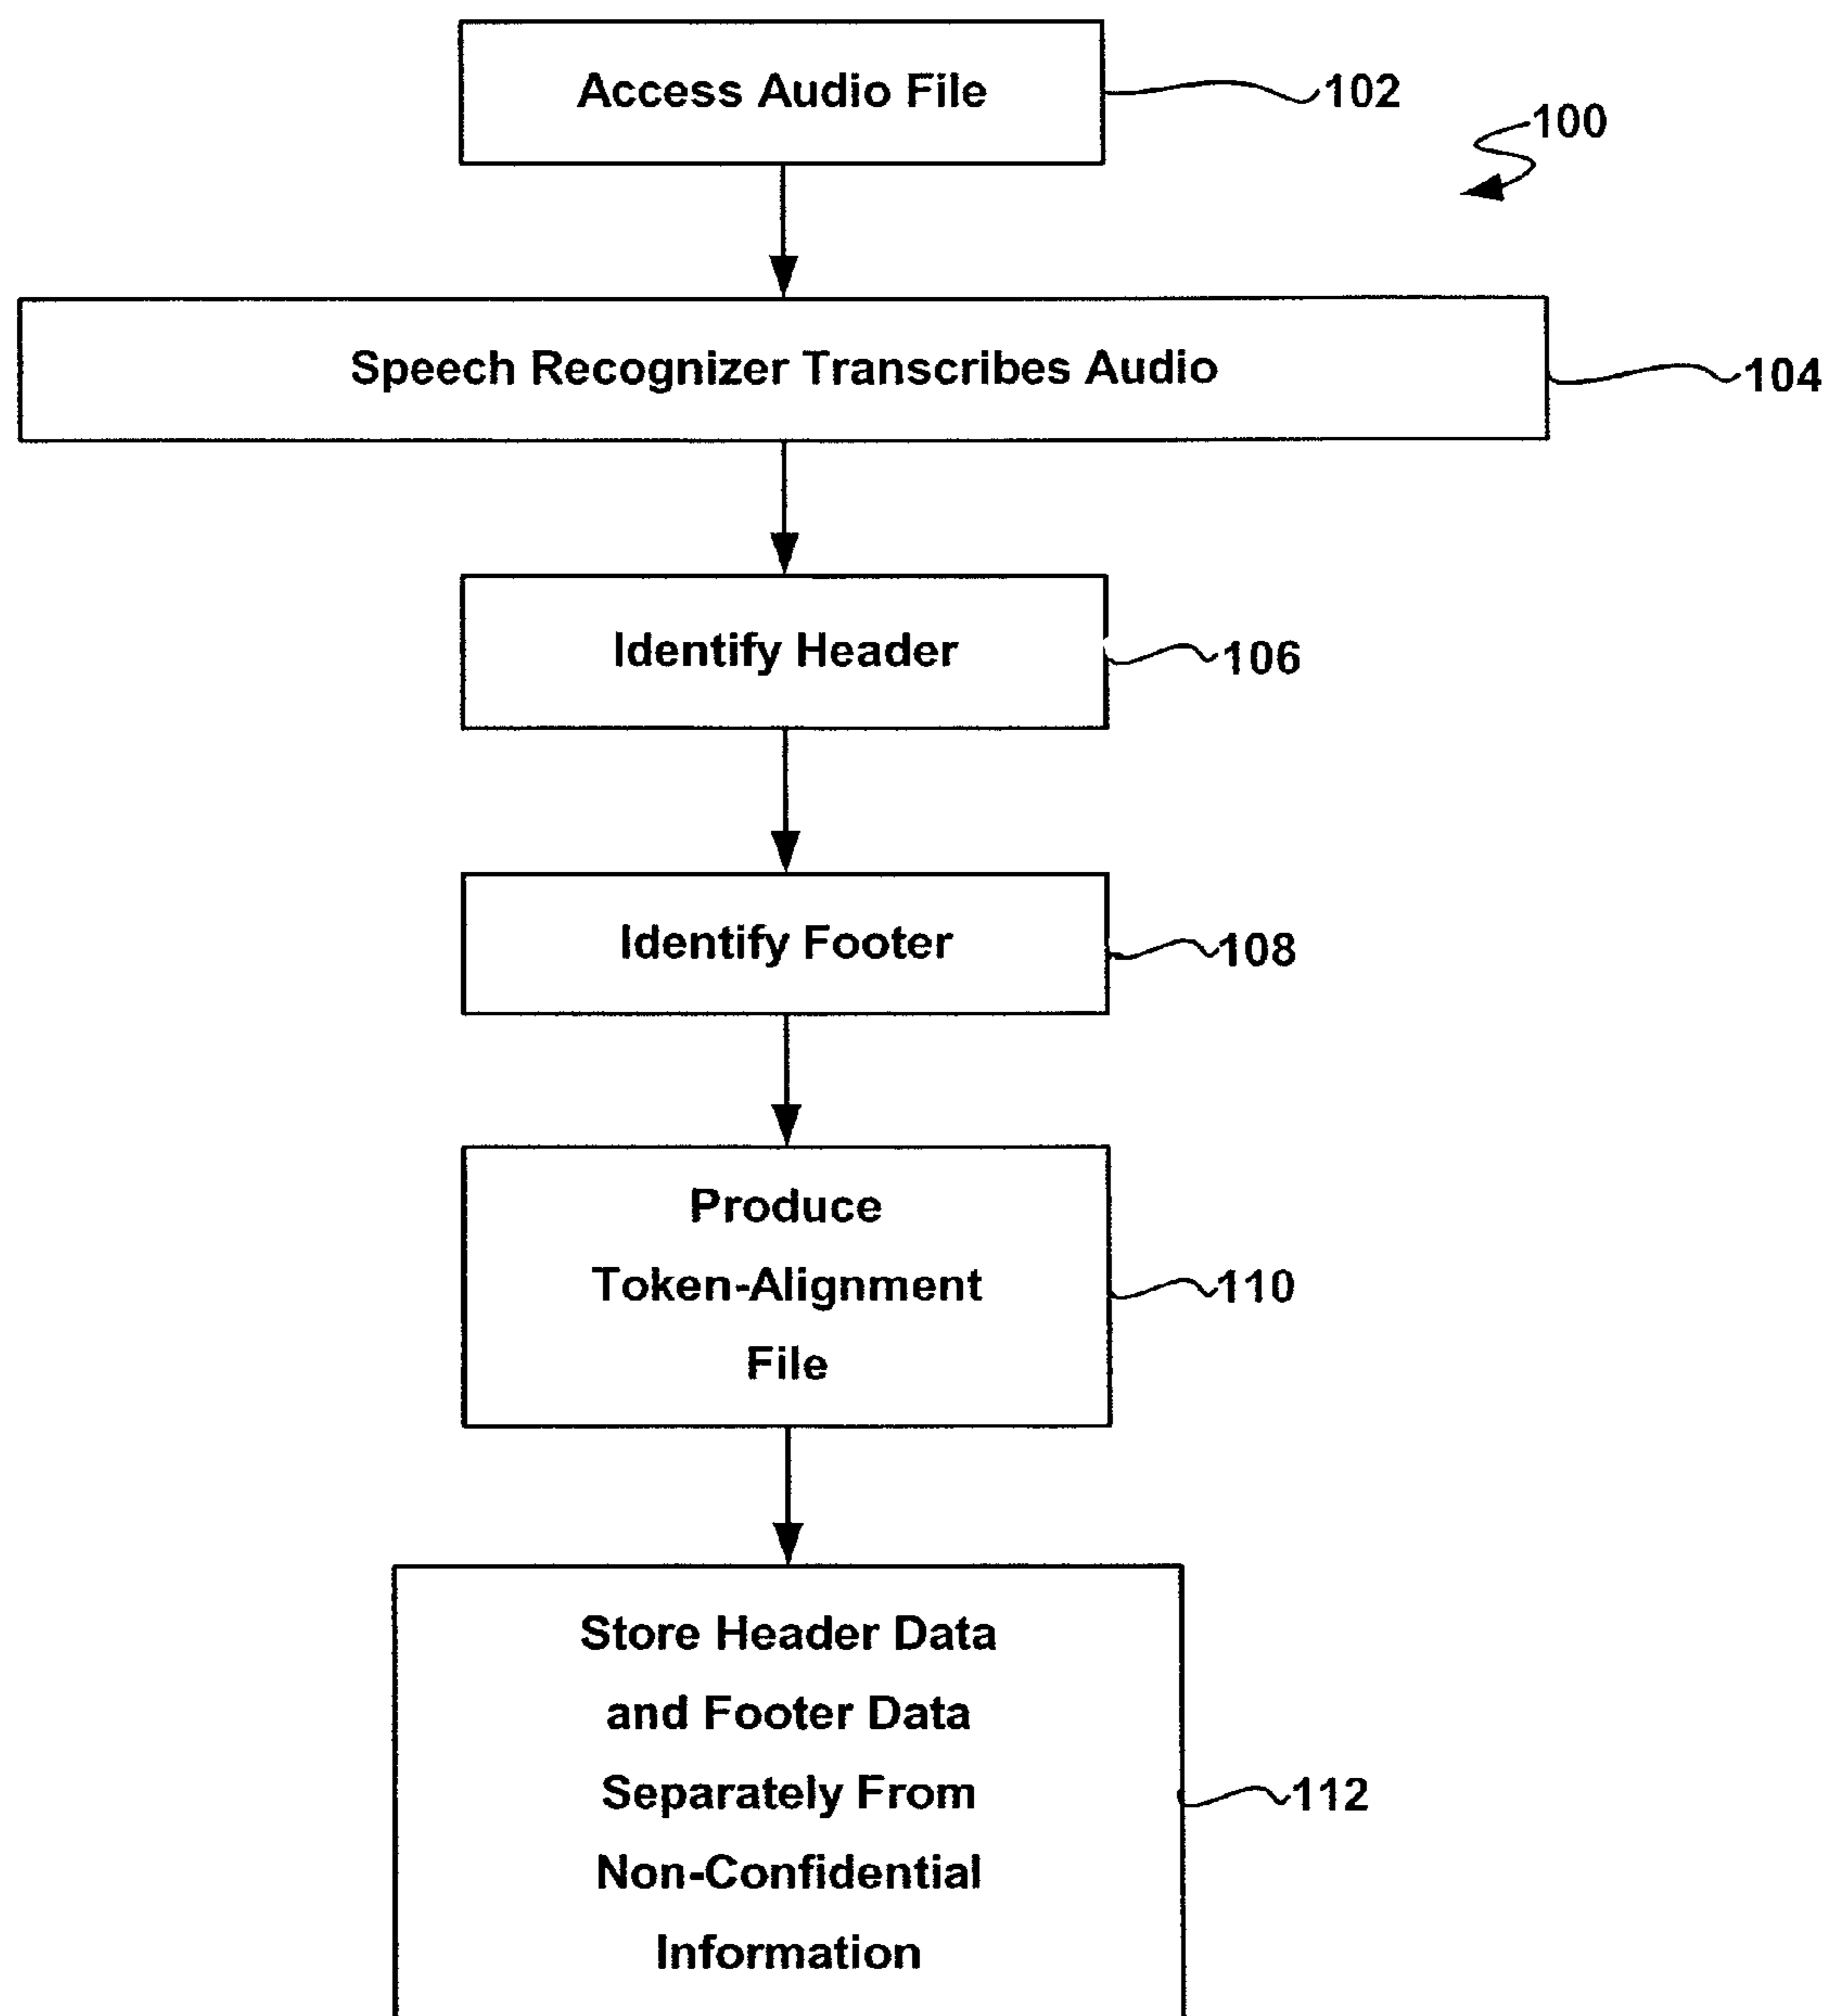 Access Audio File
102
100
Speech Recognizer Transcribes Audio
104
Identify Header
106
Identify Footer
108
Produce
Token-Alignment
File
110
Store Header Data
and Footer Data
Separately From
Non-Confidential
Information
112